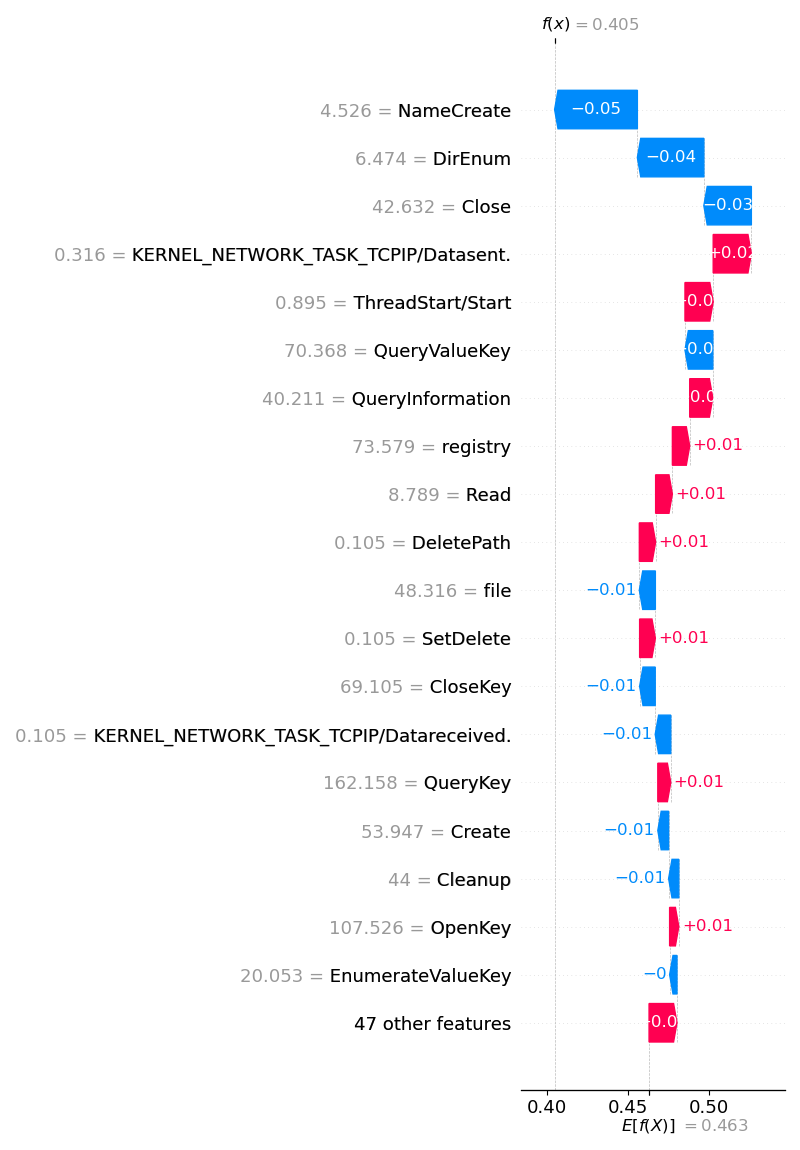 f(x) = 0.405
4.526 = NameCreate −0.05
6.474 = DirEnum −0.04
42.632 = Close −0.03
0.316 = KERNEL_NETWORK_TASK_TCPIP/Datasent. +0.02
0.895 = ThreadStart/Start
70.368 = QueryValueKey
40.211 = QueryInformation
73.579 = registry +0.01
8.789 = Read +0.01
0.105 = DeletePath +0.01
48.316 = file −0.01
0.105 = SetDelete +0.01
69.105 = CloseKey −0.01
0.105 = KERNEL_NETWORK_TASK_TCPIP/Datareceived. −0.01
162.158 = QueryKey +0.01
53.947 = Create −0.01
44 = Cleanup −0.01
107.526 = OpenKey +0.01
20.053 = EnumerateValueKey −0
47 other features
0.40 0.45 0.50
E[f(X)] = 0.463